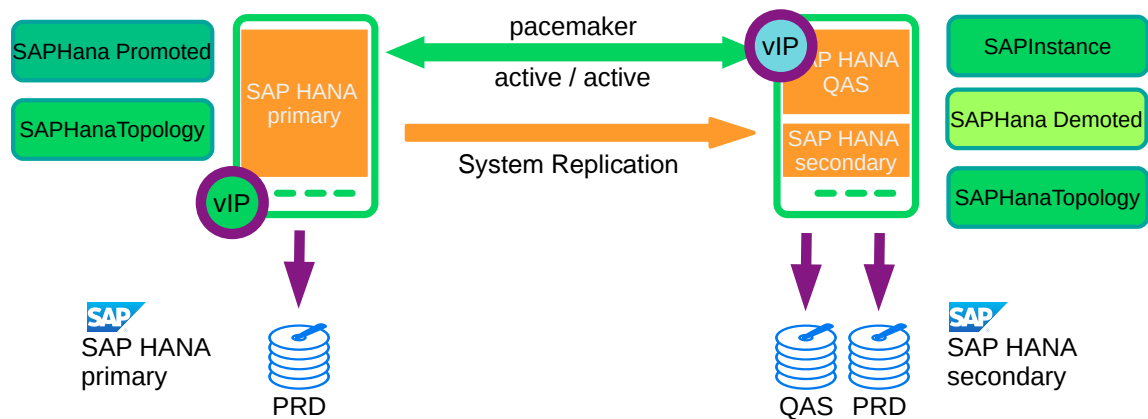 SAPHana Promoted
SAPHanaTopology
SAP HANA
primary
vIP
pacemaker
active / active
System Replication
vIP
SAP HANA
QAS
SAP HANA
secondary
SAPInstance
SAPHana Demoted
SAPHanaTopology
SAP
SAP HANA
primary
PRD
QAS
PRD
SAP
SAP HANA
secondary